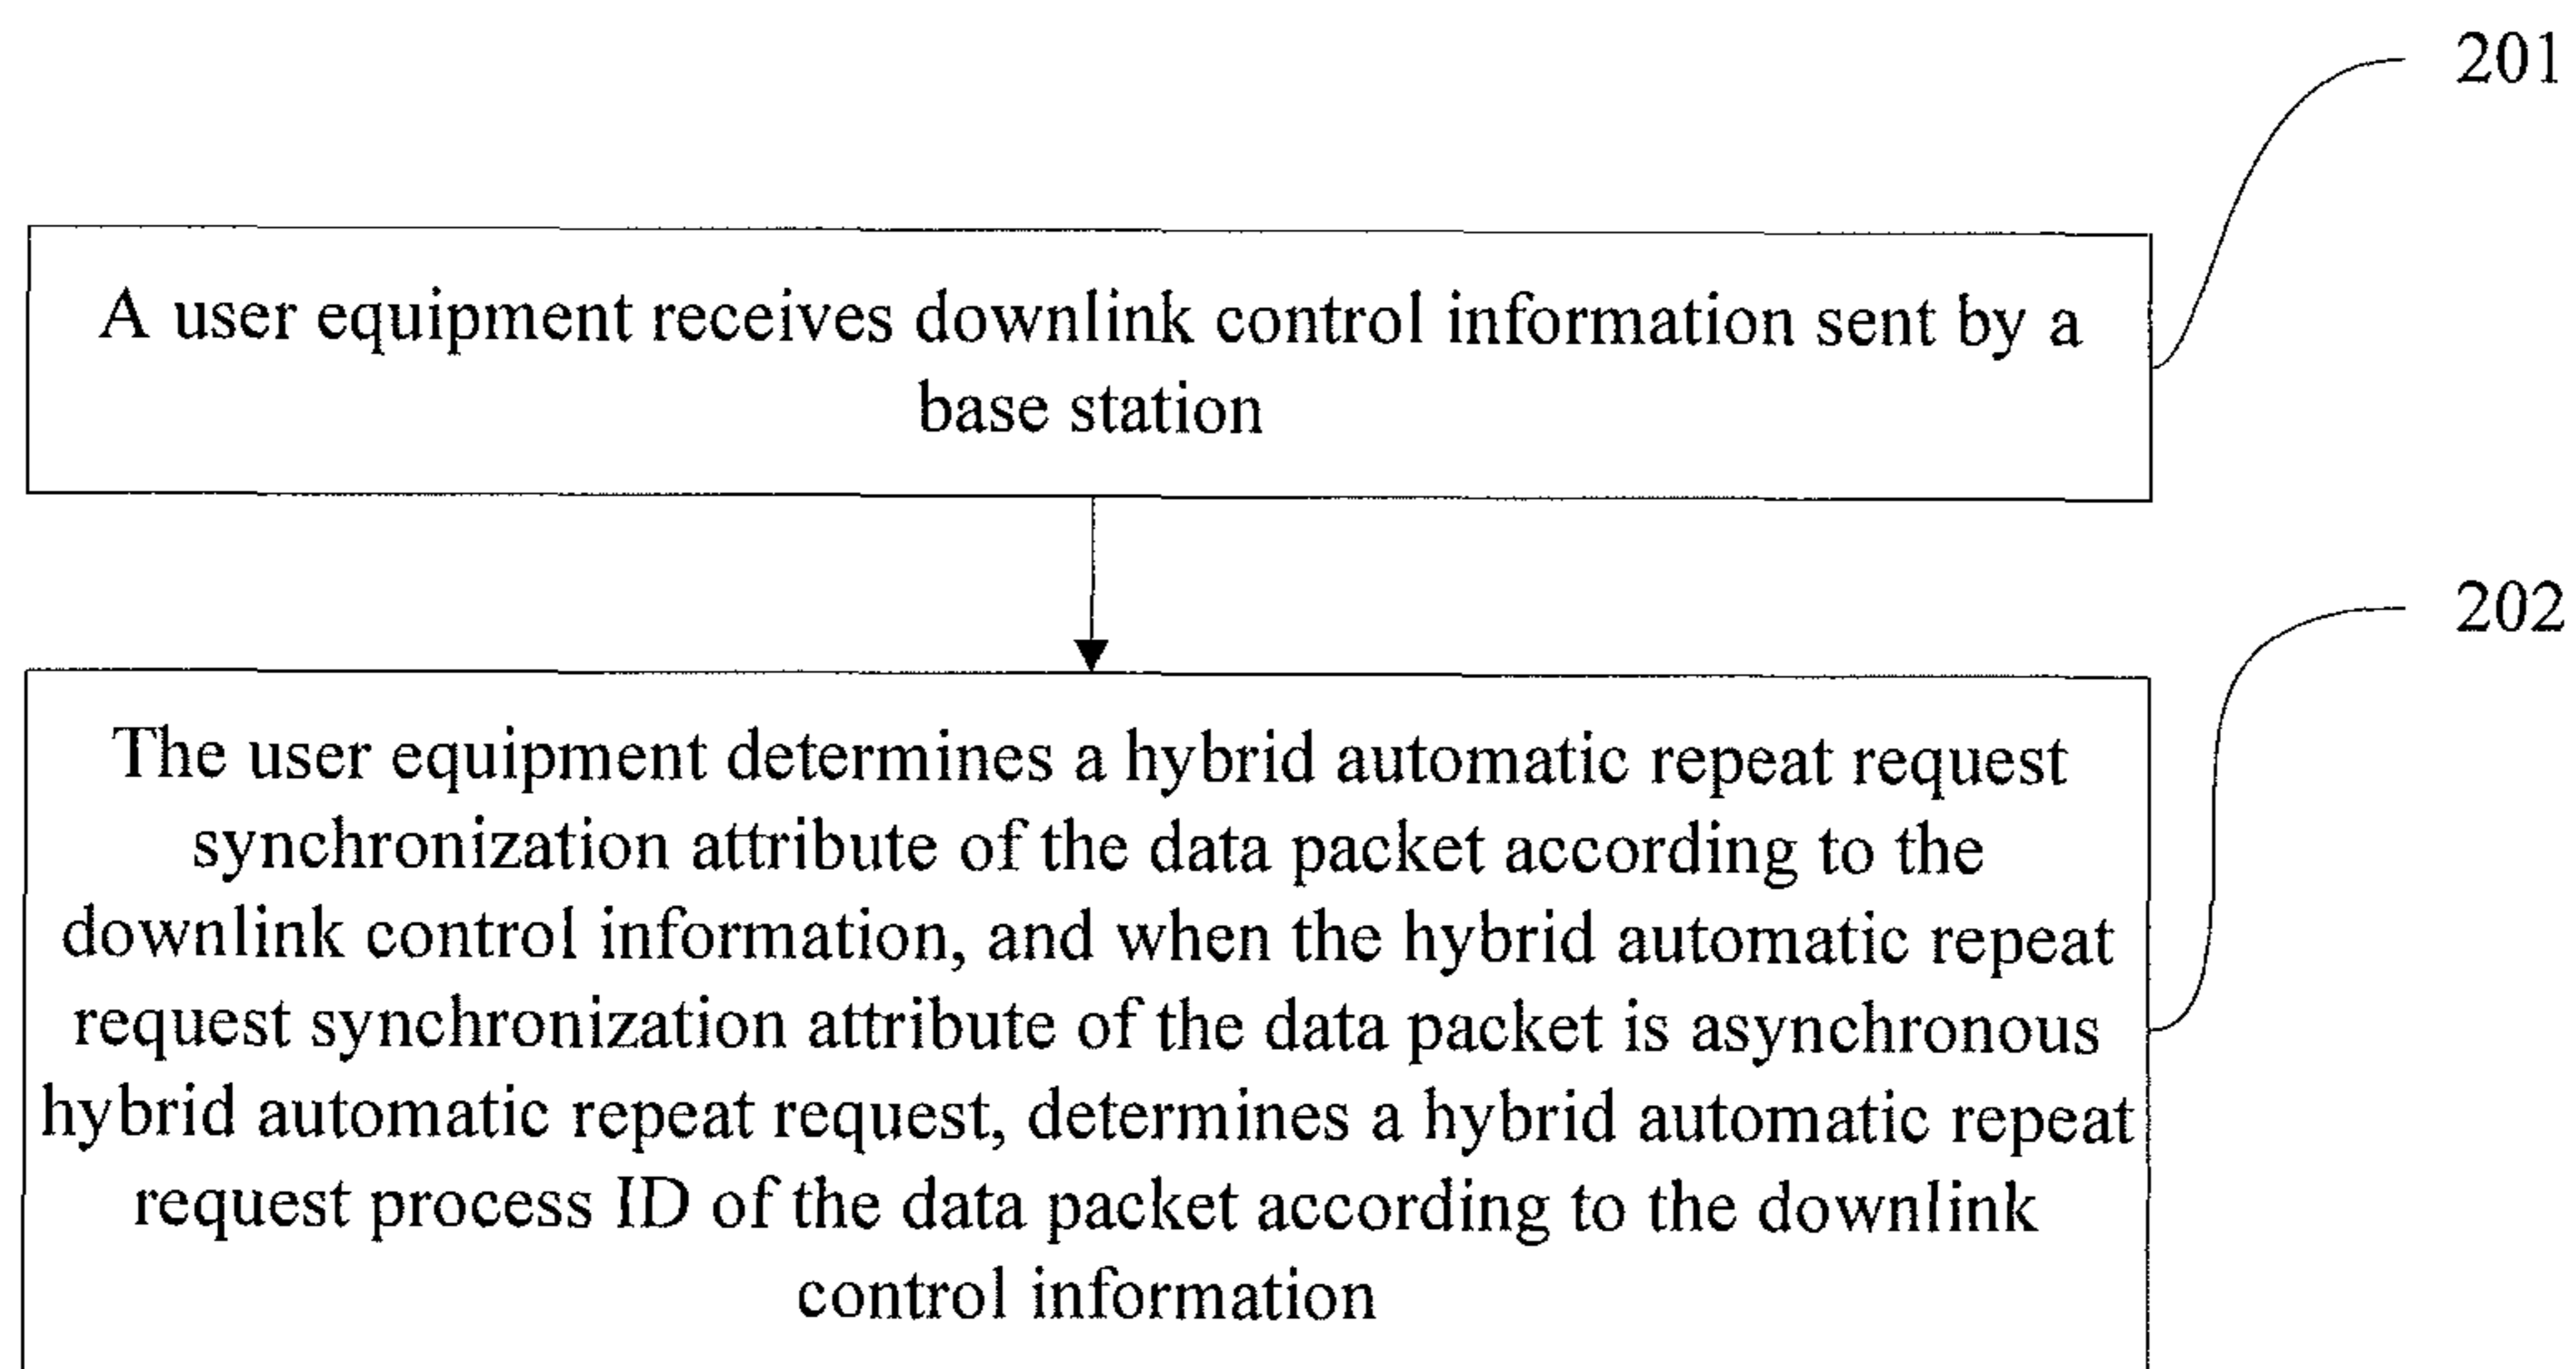 201
A user equipment receives downlink control information sent by a
base station
202
The user equipment determines a hybrid automatic repeat request
synchronization attribute of the data packet according to the
downlink control information, and when the hybrid automatic repeat
request synchronization attribute of the data packet is asynchronous
hybrid automatic repeat request, determines a hybrid automatic repeat
request process ID of the data packet according to the downlink
control information